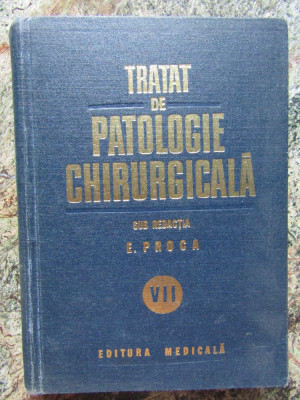 TRATAT
DE
PATOLOGIE
CHIRURGICALĂ
SUB REDACȚIA
E. PROCA
VII
EDITURA MEDICALĂ